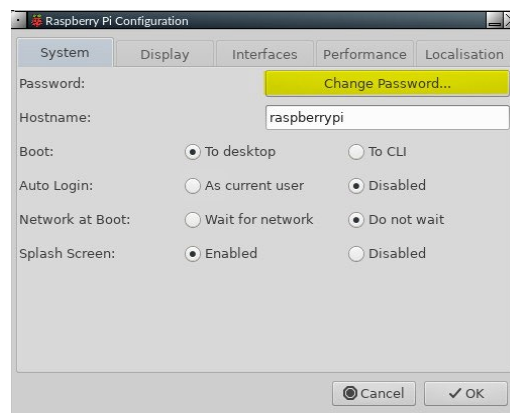 Raspberry Pi Configuration
System Display Interfaces Performance Localisation
Password: Change Password...
Hostname: raspberrypi
Boot: To desktop To CLI
Auto Login: As current user Disabled
Network at Boot: Wait for network Do not wait
Splash Screen: Enabled Disabled
Cancel OK